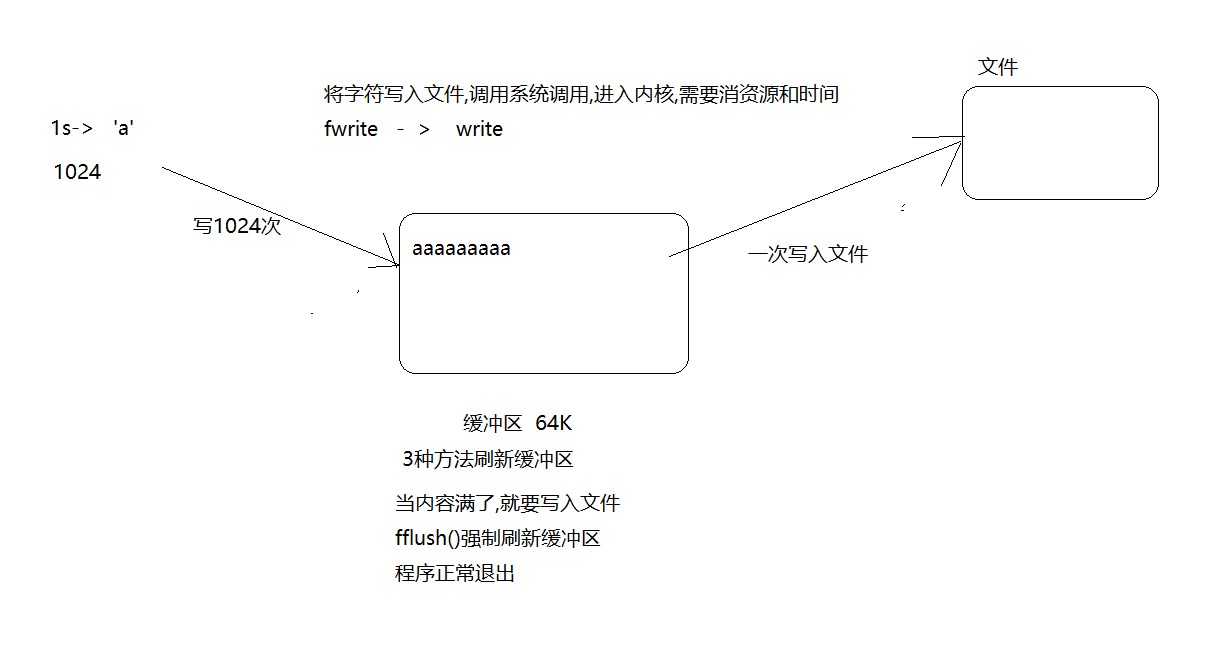 文件
将字符写入文件,调用系统调用,进入内核,需要消资源和时间
1s-> 'a'
fwrite - > write
1024
写1024次
aaaaaaaaa
一次写入文件
缓冲区 64K
3种方法刷新缓冲区
当内容满了,就要写入文件
fflush()强制刷新缓冲区
程序正常退出